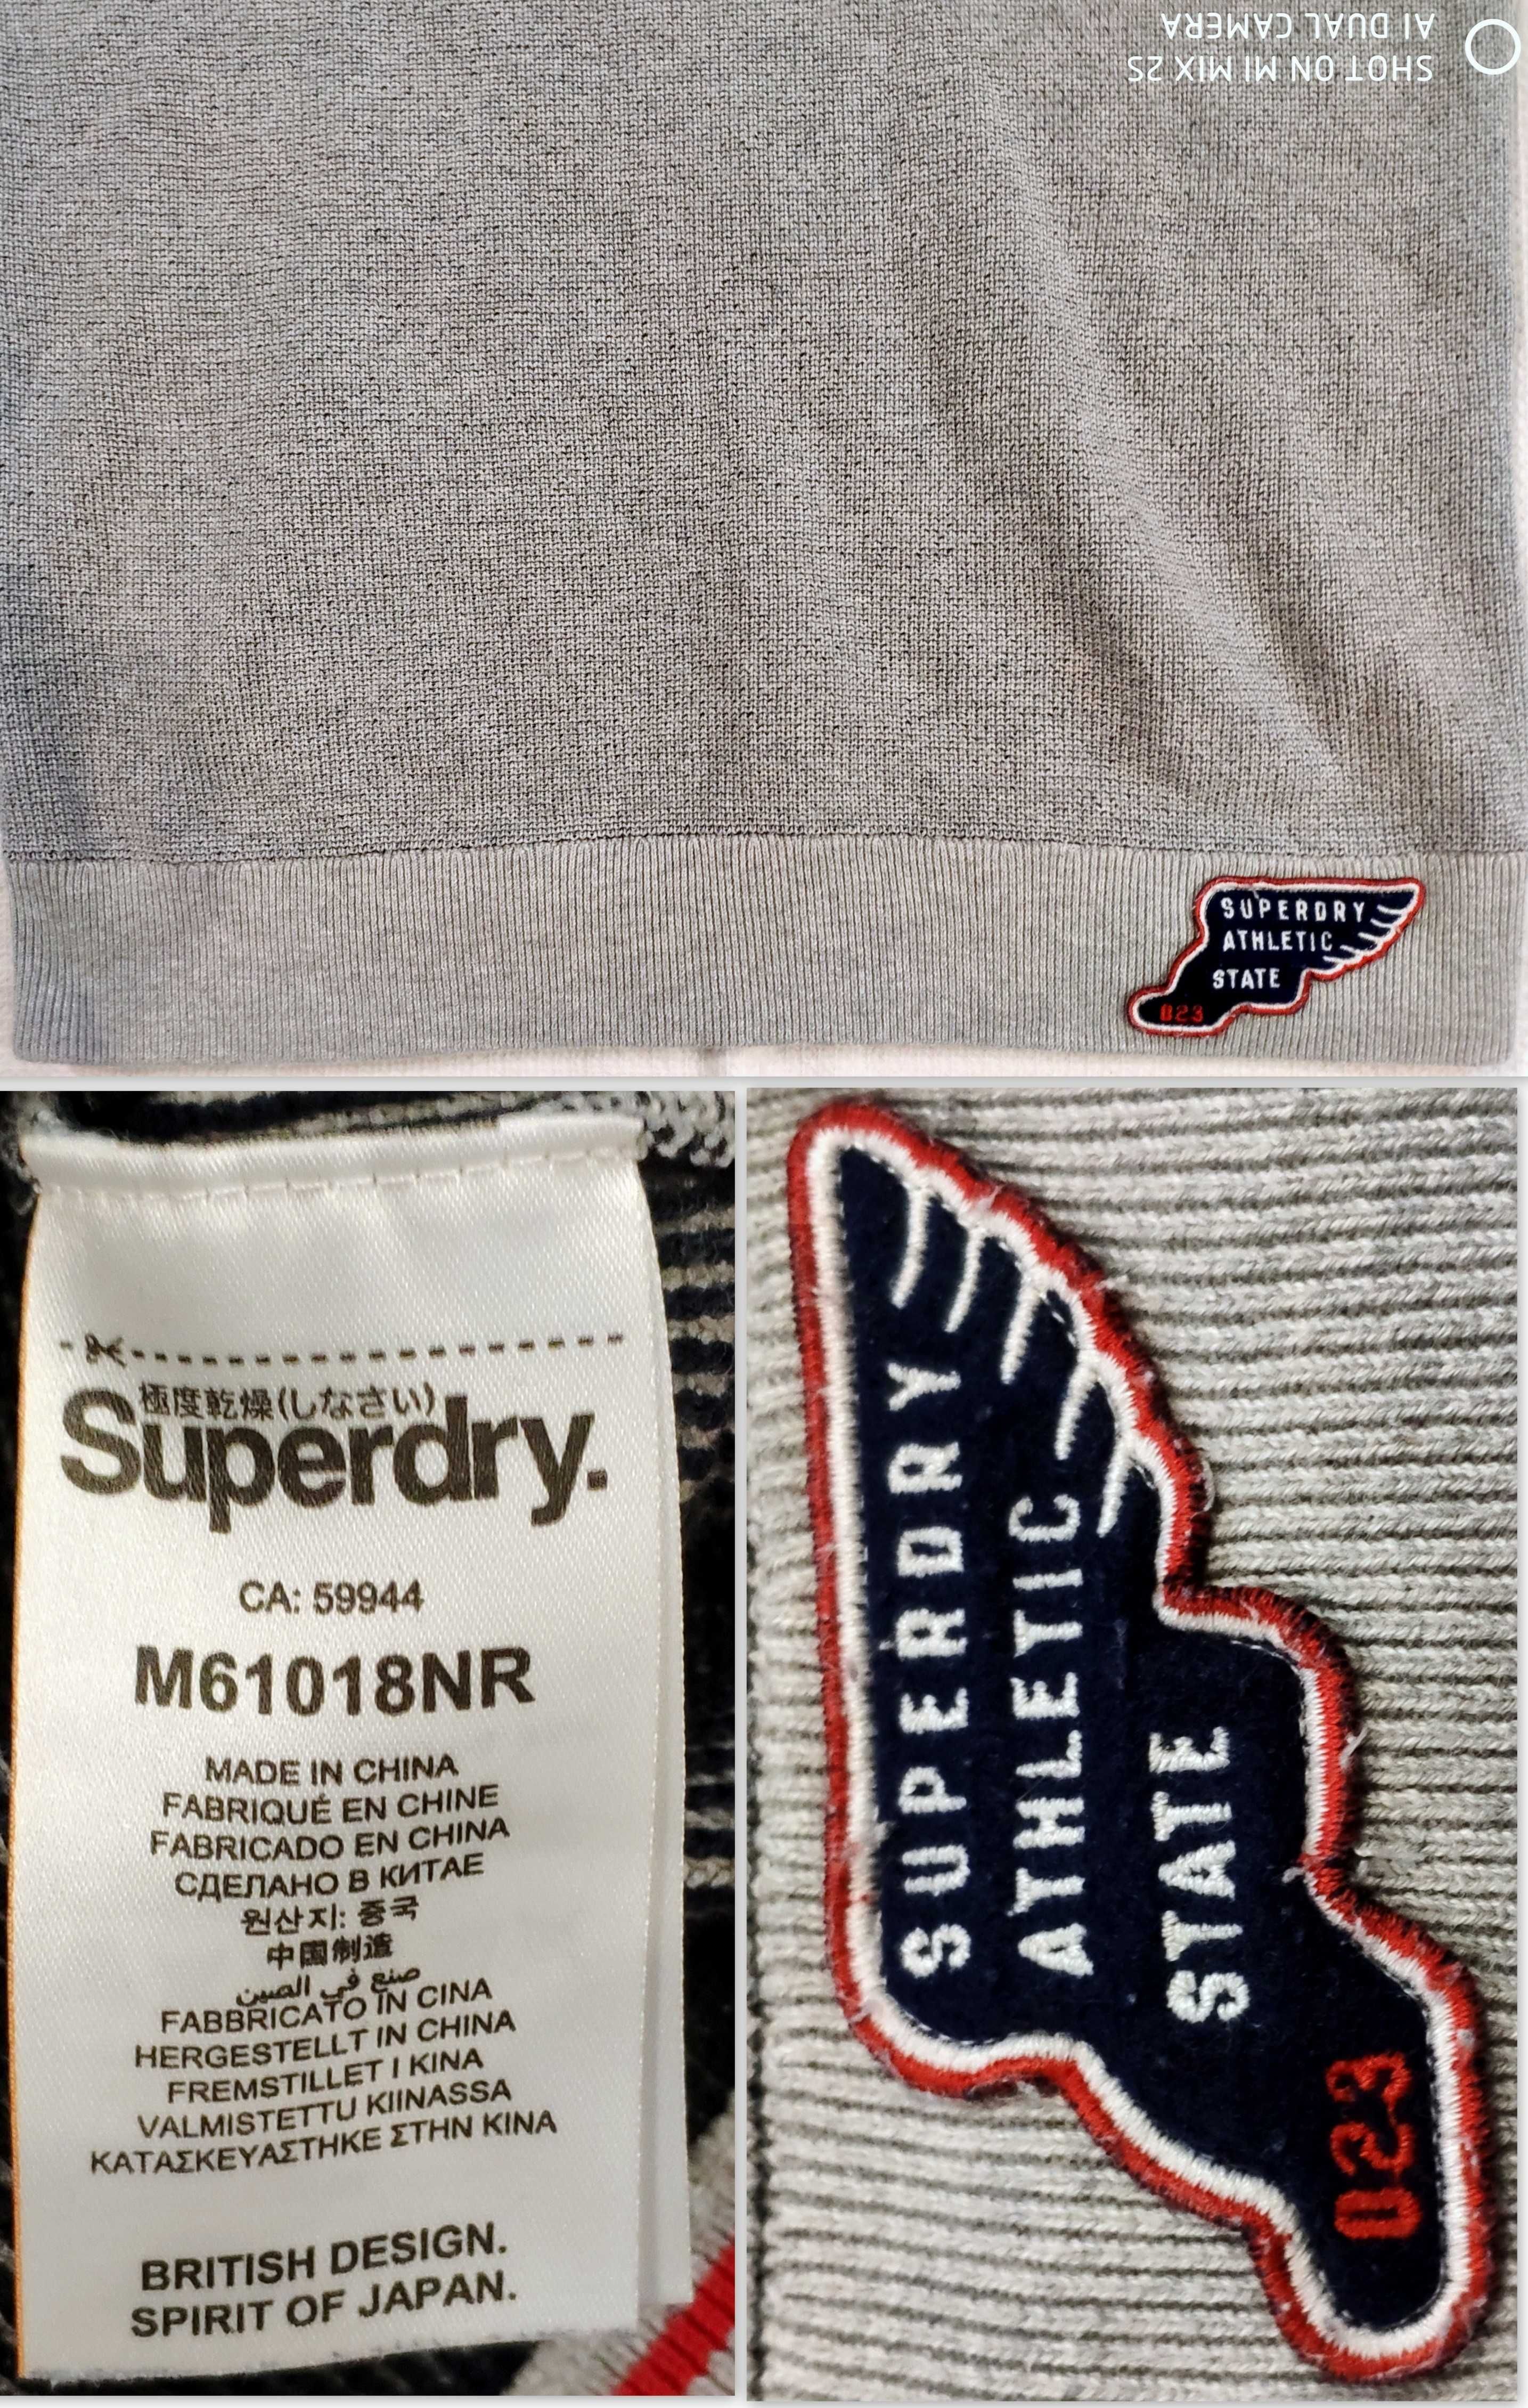 SHOT ON MI MIX 2S
AI DUAL CAMERA
SUPERDRY
ATHLETIC
STATE
023
極度乾燥(しなさい)
Superdry.
CA: 59944
M61018NR
MADE IN CHINA
FABRIQUÉ EN CHINE
FABRICADO EN CHINA
СДЕЛАНО В КИТАЕ
원산지: 중국
中国制造
صنع في الصين
FABBRICATO IN CINA
HERGESTELLT IN CHINA
FREMSTILLET I KINA
VALMISTETTU KIINASSA
ΚΑΤΑΣΚΕΥΑΣΤΗΚΕ ΣΤΗΝ ΚΙΝΑ
BRITISH DESIGN.
SPIRIT OF JAPAN.
SUPERDRY
ATHLETIC
STATE
023